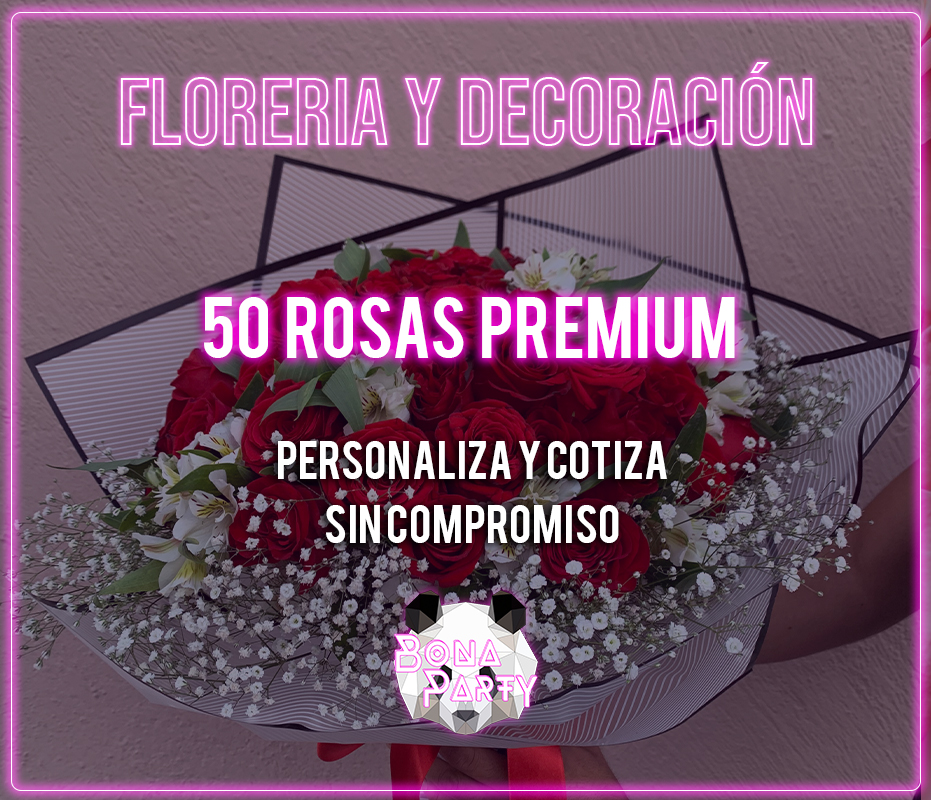 FLORERIA Y DECORACIÓN
50 ROSAS PREMIUM
PERSONALIZA Y COTIZA
SIN COMPROMISO
BONA
PARTY